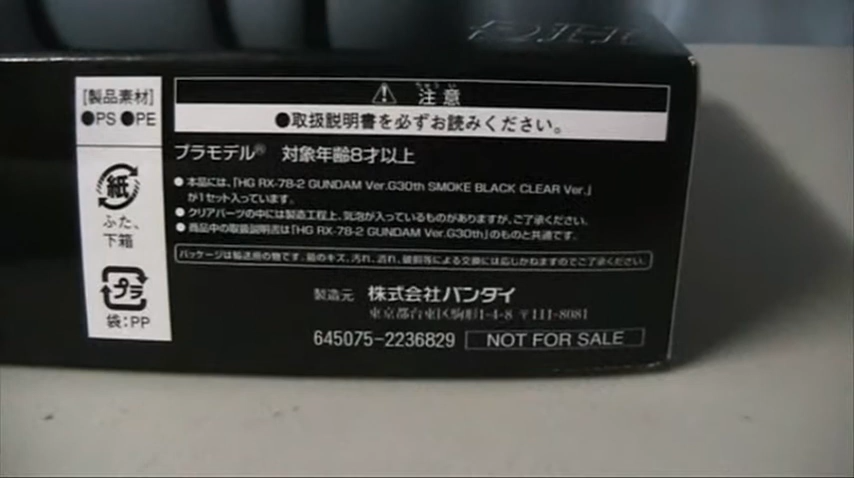 [製品素材]
●PS ●PE
紙
ふた、
下箱
プラ
袋:PP
注意
●取扱説明書を必ずお読みください。
プラモデル® 対象年齢8才以上
●本品には、「HG RX-78-2 GUNDAM Ver.G30th SMOKE BLACK CLEAR Ver.」
が1セット入っています。
●クリアパーツの中には製造工程上、気泡が入っているものがありますが、ご了承ください。
●商品中の取扱説明書は「HG RX-78-2 GUNDAM Ver.G30th」のものと共通です。
パッケージは輸送用の物です。箱のキズ、汚れ、潰れ、破損等による交換には応じかねますのでご了承ください。
製造元 株式会社バンダイ
東京都台東区駒形1-4-8 〒111-8081
645075-2236829 NOT FOR SALE